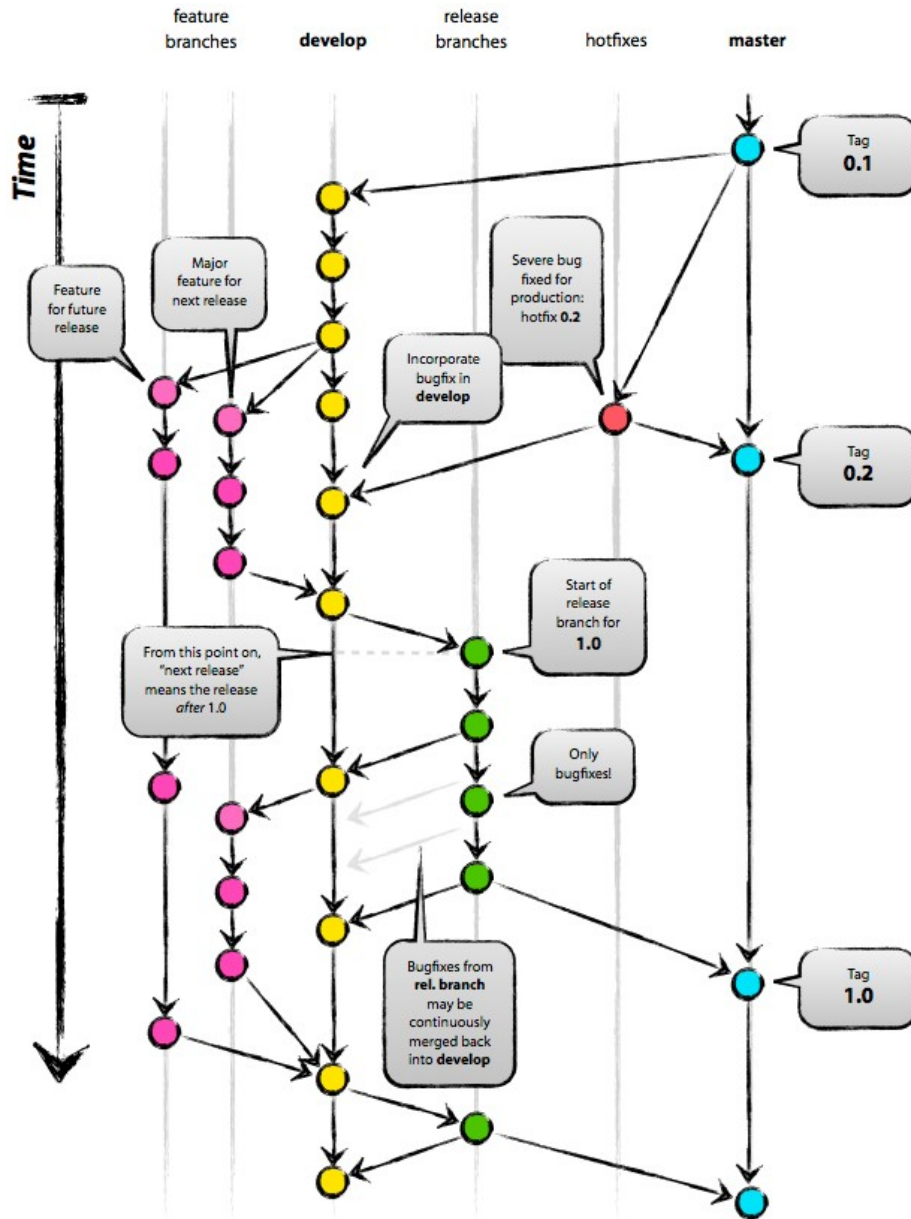 feature
branches
develop
release
branches
hotfixes
master
Time
Tag
0.1
Feature
for future
release
Major
feature for
next release
Severe bug
fixed for
production:
hotfix 0.2
Incorporate
bugfix in
develop
Tag
0.2
Start of
release
branch for
1.0
From this point on,
“next release”
means the release
after 1.0
Only
bugfixes!
Bugfixes from
rel. branch
may be
continuously
merged back
into develop
Tag
1.0